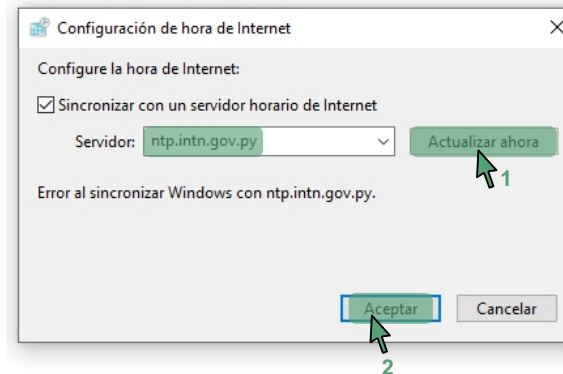 Configuración de hora de Internet
Configure la hora de Internet:
Sincronizar con un servidor horario de Internet
Servidor: ntp.intn.gov.py Actualizar ahora
1
Error al sincronizar Windows con ntp.intn.gov.py.
Aceptar Cancelar
2